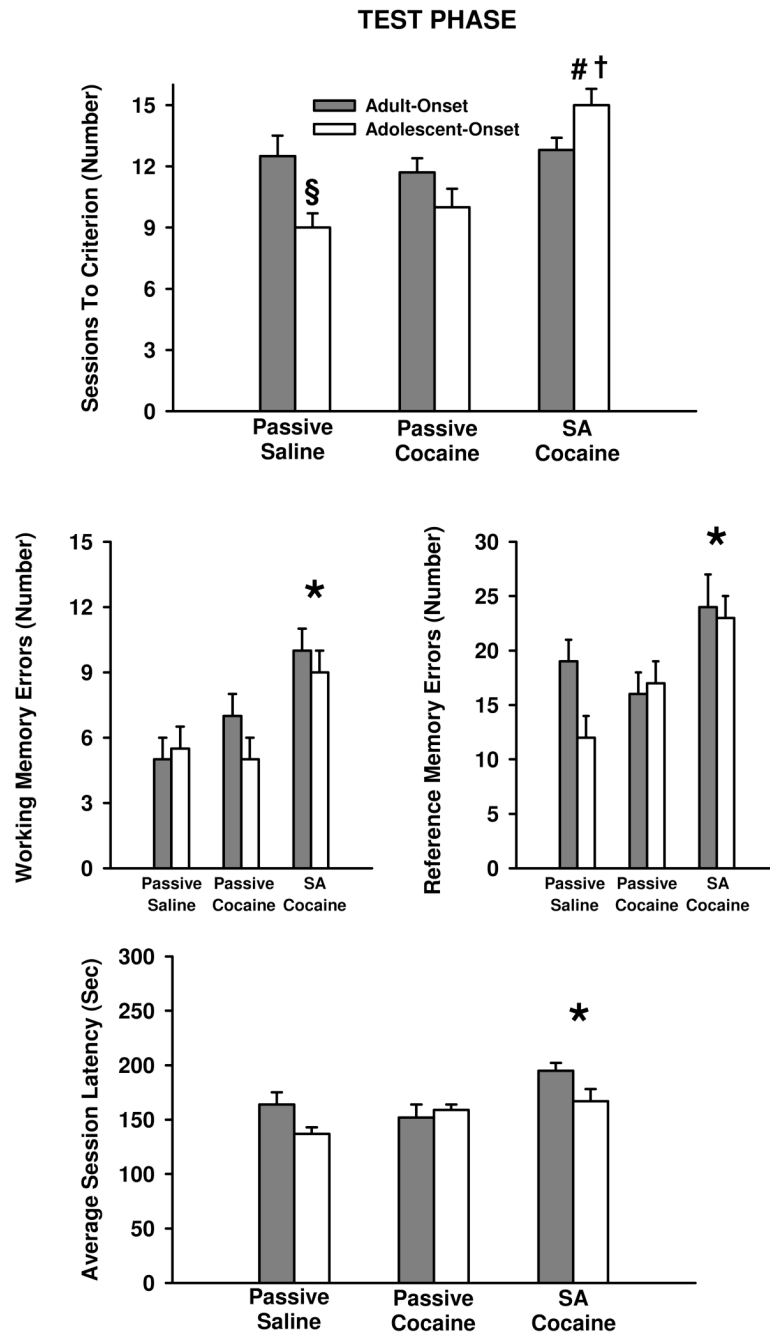 TEST PHASE
# †
Adult-Onset
Adolescent-Onset
§
Sessions To Criterion (Number)
15
12
9
6
3
0
Passive Saline
Passive Cocaine
SA Cocaine
Working Memory Errors (Number)
15
12
9
6
3
0
*
Passive Saline
Passive Cocaine
SA Cocaine
Reference Memory Errors (Number)
30
25
20
15
10
5
0
*
Passive Saline
Passive Cocaine
SA Cocaine
Average Session Latency (Sec)
300
250
200
150
100
50
0
*
Passive Saline
Passive Cocaine
SA Cocaine